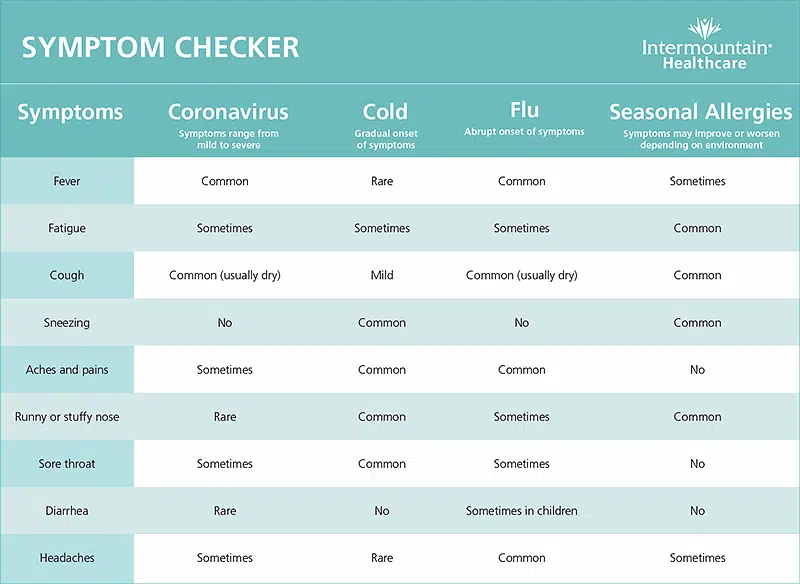 SYMPTOM CHECKER
Intermountain®
Healthcare
Symptoms Coronavirus Cold Flu Seasonal Allergies
Symptoms range from mild to severe Gradual onset of symptoms Abrupt onset of symptoms Symptoms may improve or worsen depending on environment
Fever Common Rare Common Sometimes
Fatigue Sometimes Sometimes Sometimes Common
Cough Common (usually dry) Mild Common (usually dry) Common
Sneezing No Common No Common
Aches and pains Sometimes Common Common No
Runny or stuffy nose Rare Common Sometimes Common
Sore throat Sometimes Common Sometimes No
Diarrhea Rare No Sometimes in children No
Headaches Sometimes Rare Common Sometimes